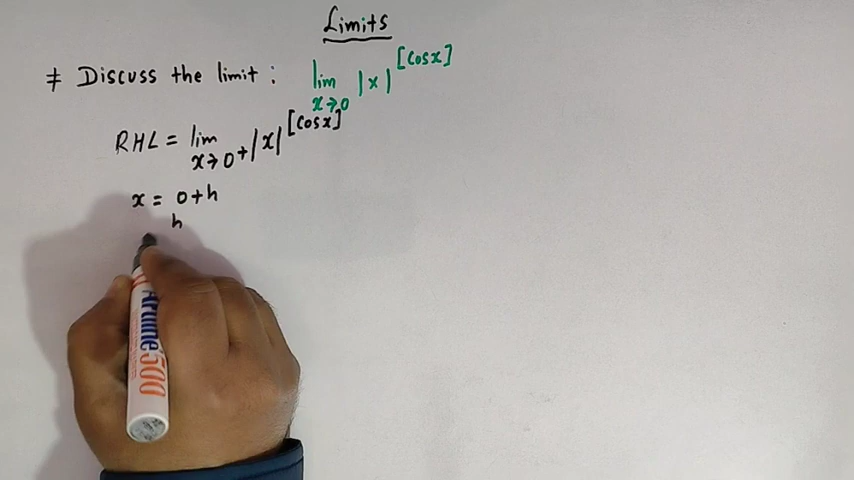 Limits
# Discuss the limit : lim x→0 |x|^[cosx]
RHL = lim x→0+ |x|^[cosx]
x = 0+h
h
Artline 500